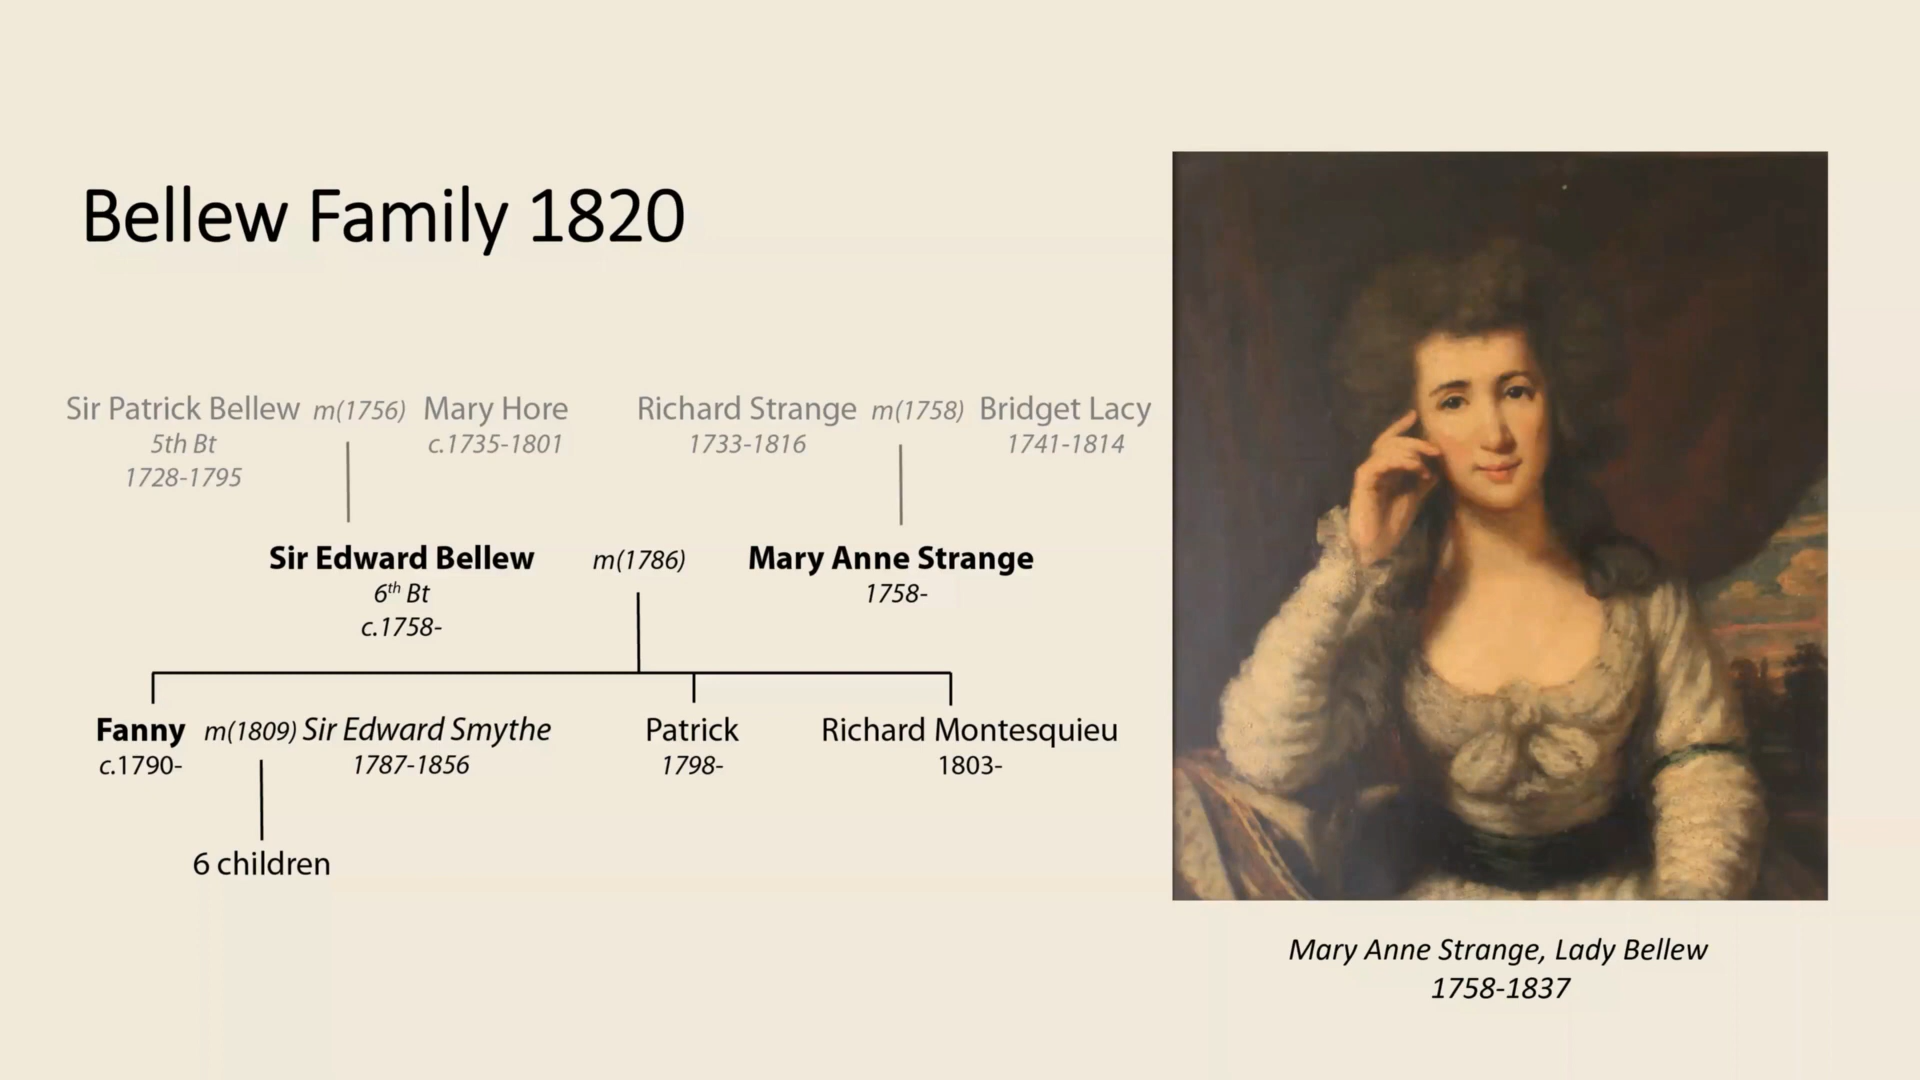 Bellew Family 1820
Sir Patrick Bellew m(1756) Mary Hore Richard Strange m(1758) Bridget Lacy
5th Bt c.1735-1801 1733-1816 1741-1814
1728-1795
Sir Edward Bellew m(1786) Mary Anne Strange
6th Bt 1758-
c.1758-
Fanny m(1809) Sir Edward Smythe Patrick Richard Montesquieu
c.1790- 1787-1856 1798- 1803-
6 children
Mary Anne Strange, Lady Bellew
1758-1837